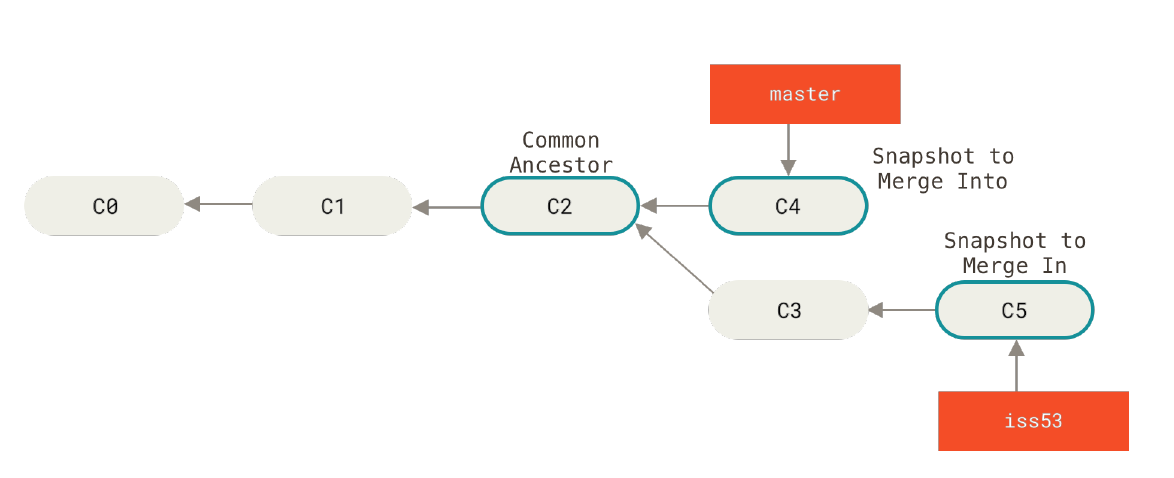 master
Common
Ancestor
Snapshot to
Merge Into
C0
C1
C2
C4
Snapshot to
Merge In
C3
C5
iss53